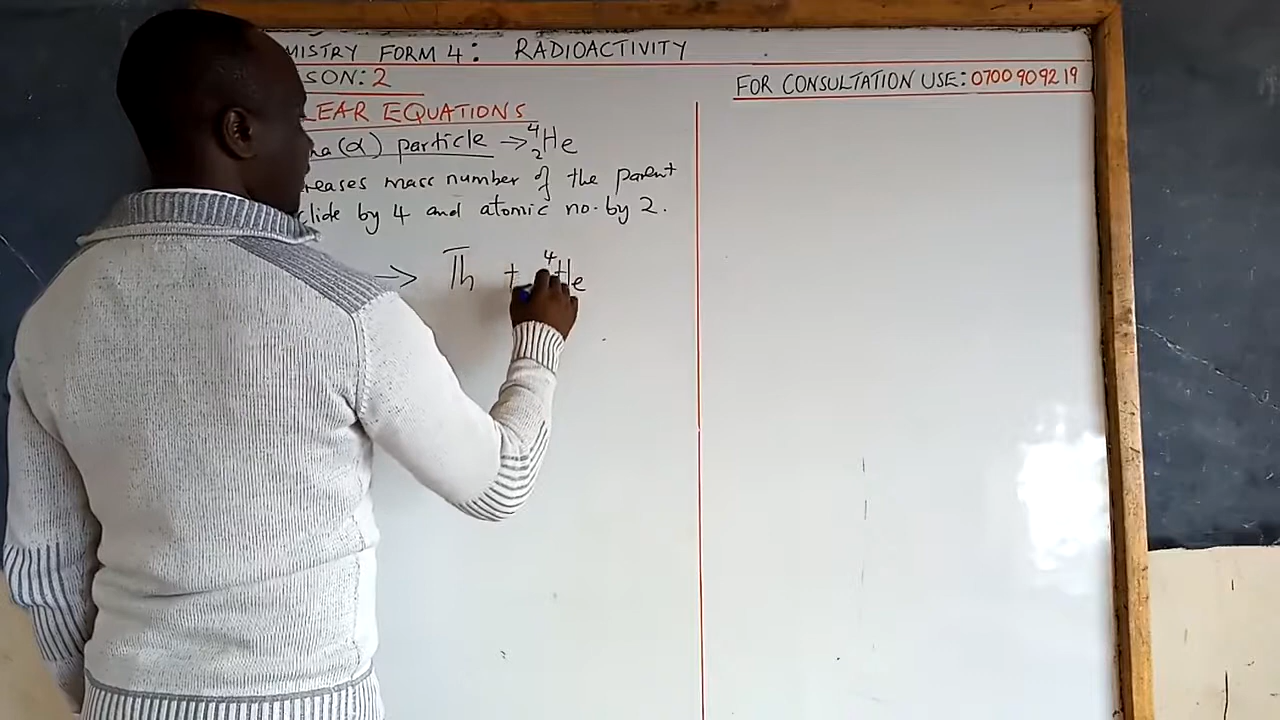 MISTRY FORM 4: RADIOACTIVITY
SON: 2
FOR CONSULTATION USE: 0700 909219
LEAR EQUATIONS
ma (α) particle → ⁴₂He
reases mass number of the parent
clide by 4 and atomic no. by 2.
→ Th + ⁴He